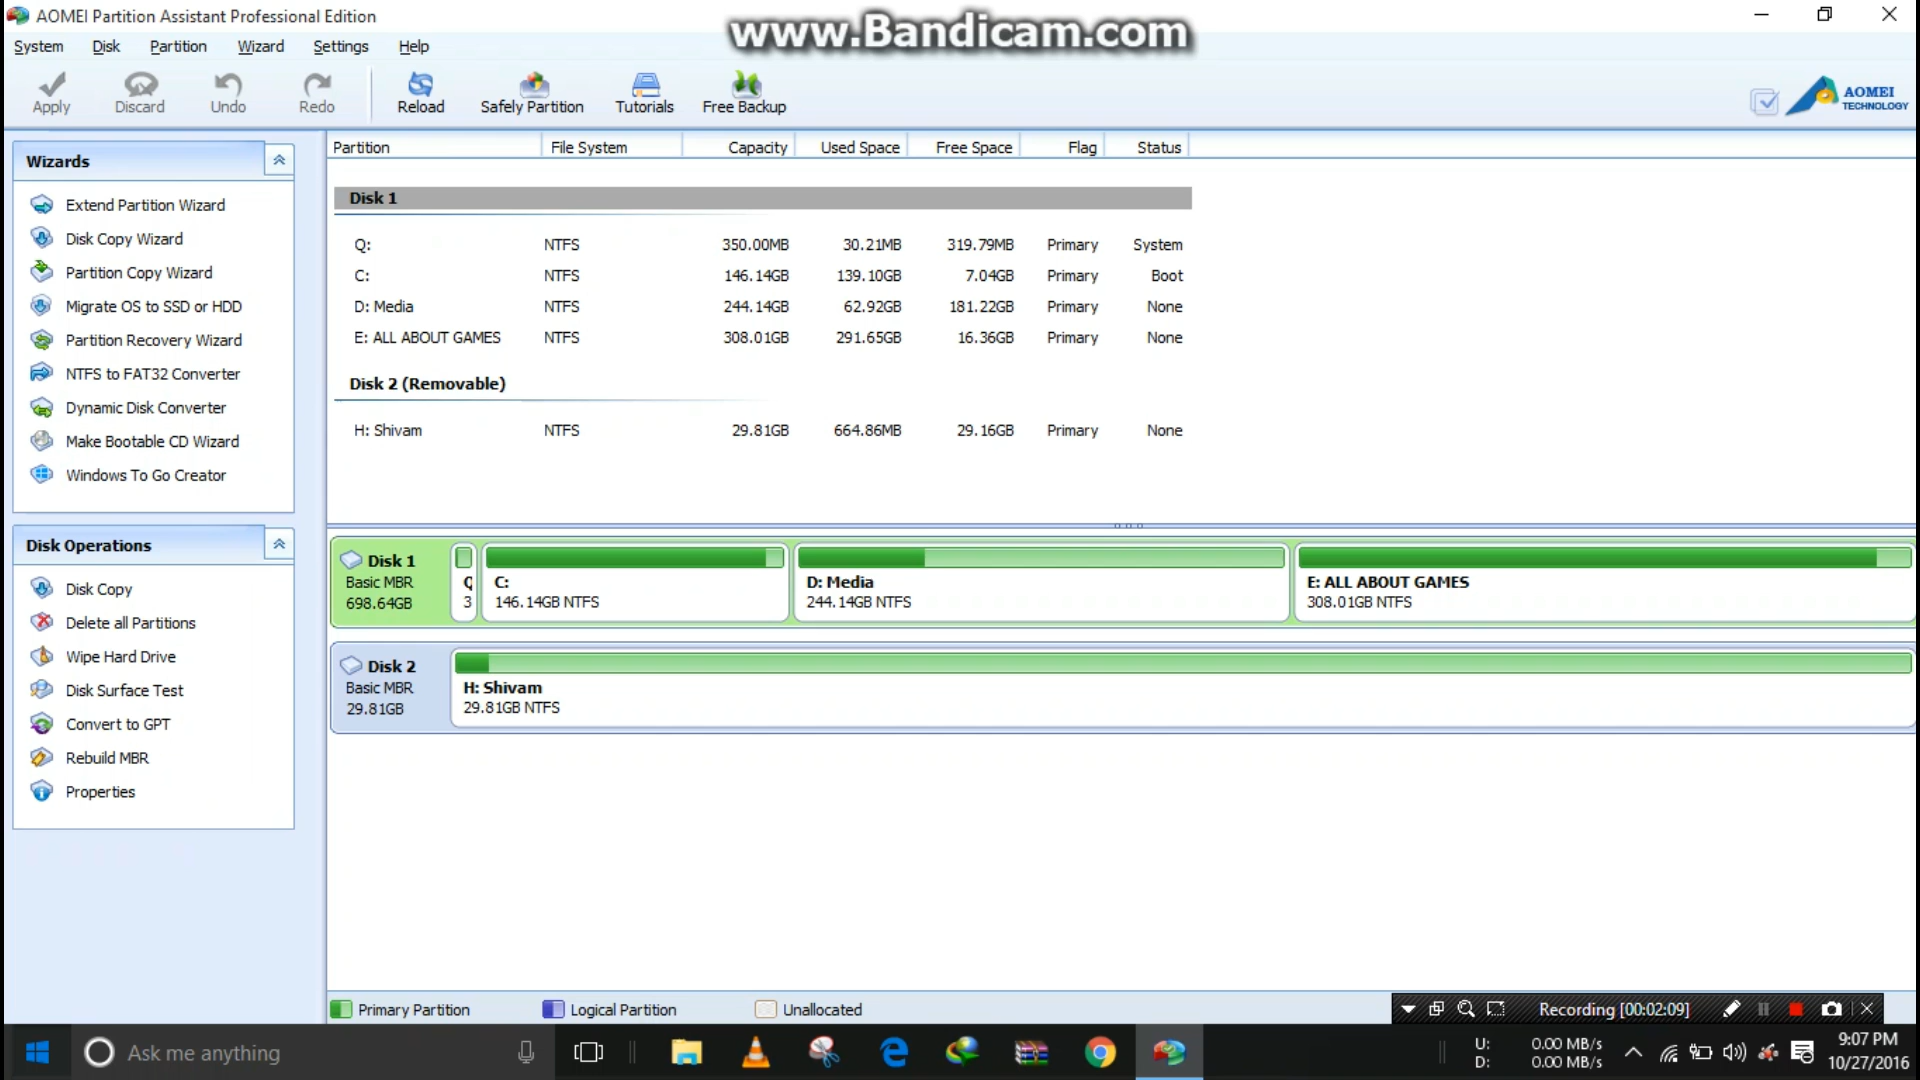 AOMEI Partition Assistant Professional Edition
www.Bandicam.com
System Disk Partition Wizard Settings Help
Apply Discard Undo Redo Reload Safely Partition Tutorials Free Backup
AOMEI
TECHNOLOGY
Wizards
Extend Partition Wizard
Disk Copy Wizard
Partition Copy Wizard
Migrate OS to SSD or HDD
Partition Recovery Wizard
NTFS to FAT32 Converter
Dynamic Disk Converter
Make Bootable CD Wizard
Windows To Go Creator
Disk Operations
Disk Copy
Delete all Partitions
Wipe Hard Drive
Disk Surface Test
Convert to GPT
Rebuild MBR
Properties
Partition File System Capacity Used Space Free Space Flag Status
Disk 1
Q: NTFS 350.00MB 30.21MB 319.79MB Primary System
C: NTFS 146.14GB 139.10GB 7.04GB Primary Boot
D: Media NTFS 244.14GB 62.92GB 181.22GB Primary None
E: ALL ABOUT GAMES NTFS 308.01GB 291.65GB 16.36GB Primary None
Disk 2 (Removable)
H: Shivam NTFS 29.81GB 664.86MB 29.16GB Primary None
Disk 1
Basic MBR
698.64GB
Q
3
C:
146.14GB NTFS
D: Media
244.14GB NTFS
E: ALL ABOUT GAMES
308.01GB NTFS
Disk 2
Basic MBR
29.81GB
H: Shivam
29.81GB NTFS
Primary Partition Logical Partition Unallocated
Recording [00:02:09]
Ask me anything
U: 0.00 MB/s
D: 0.00 MB/s
9:07 PM
10/27/2016